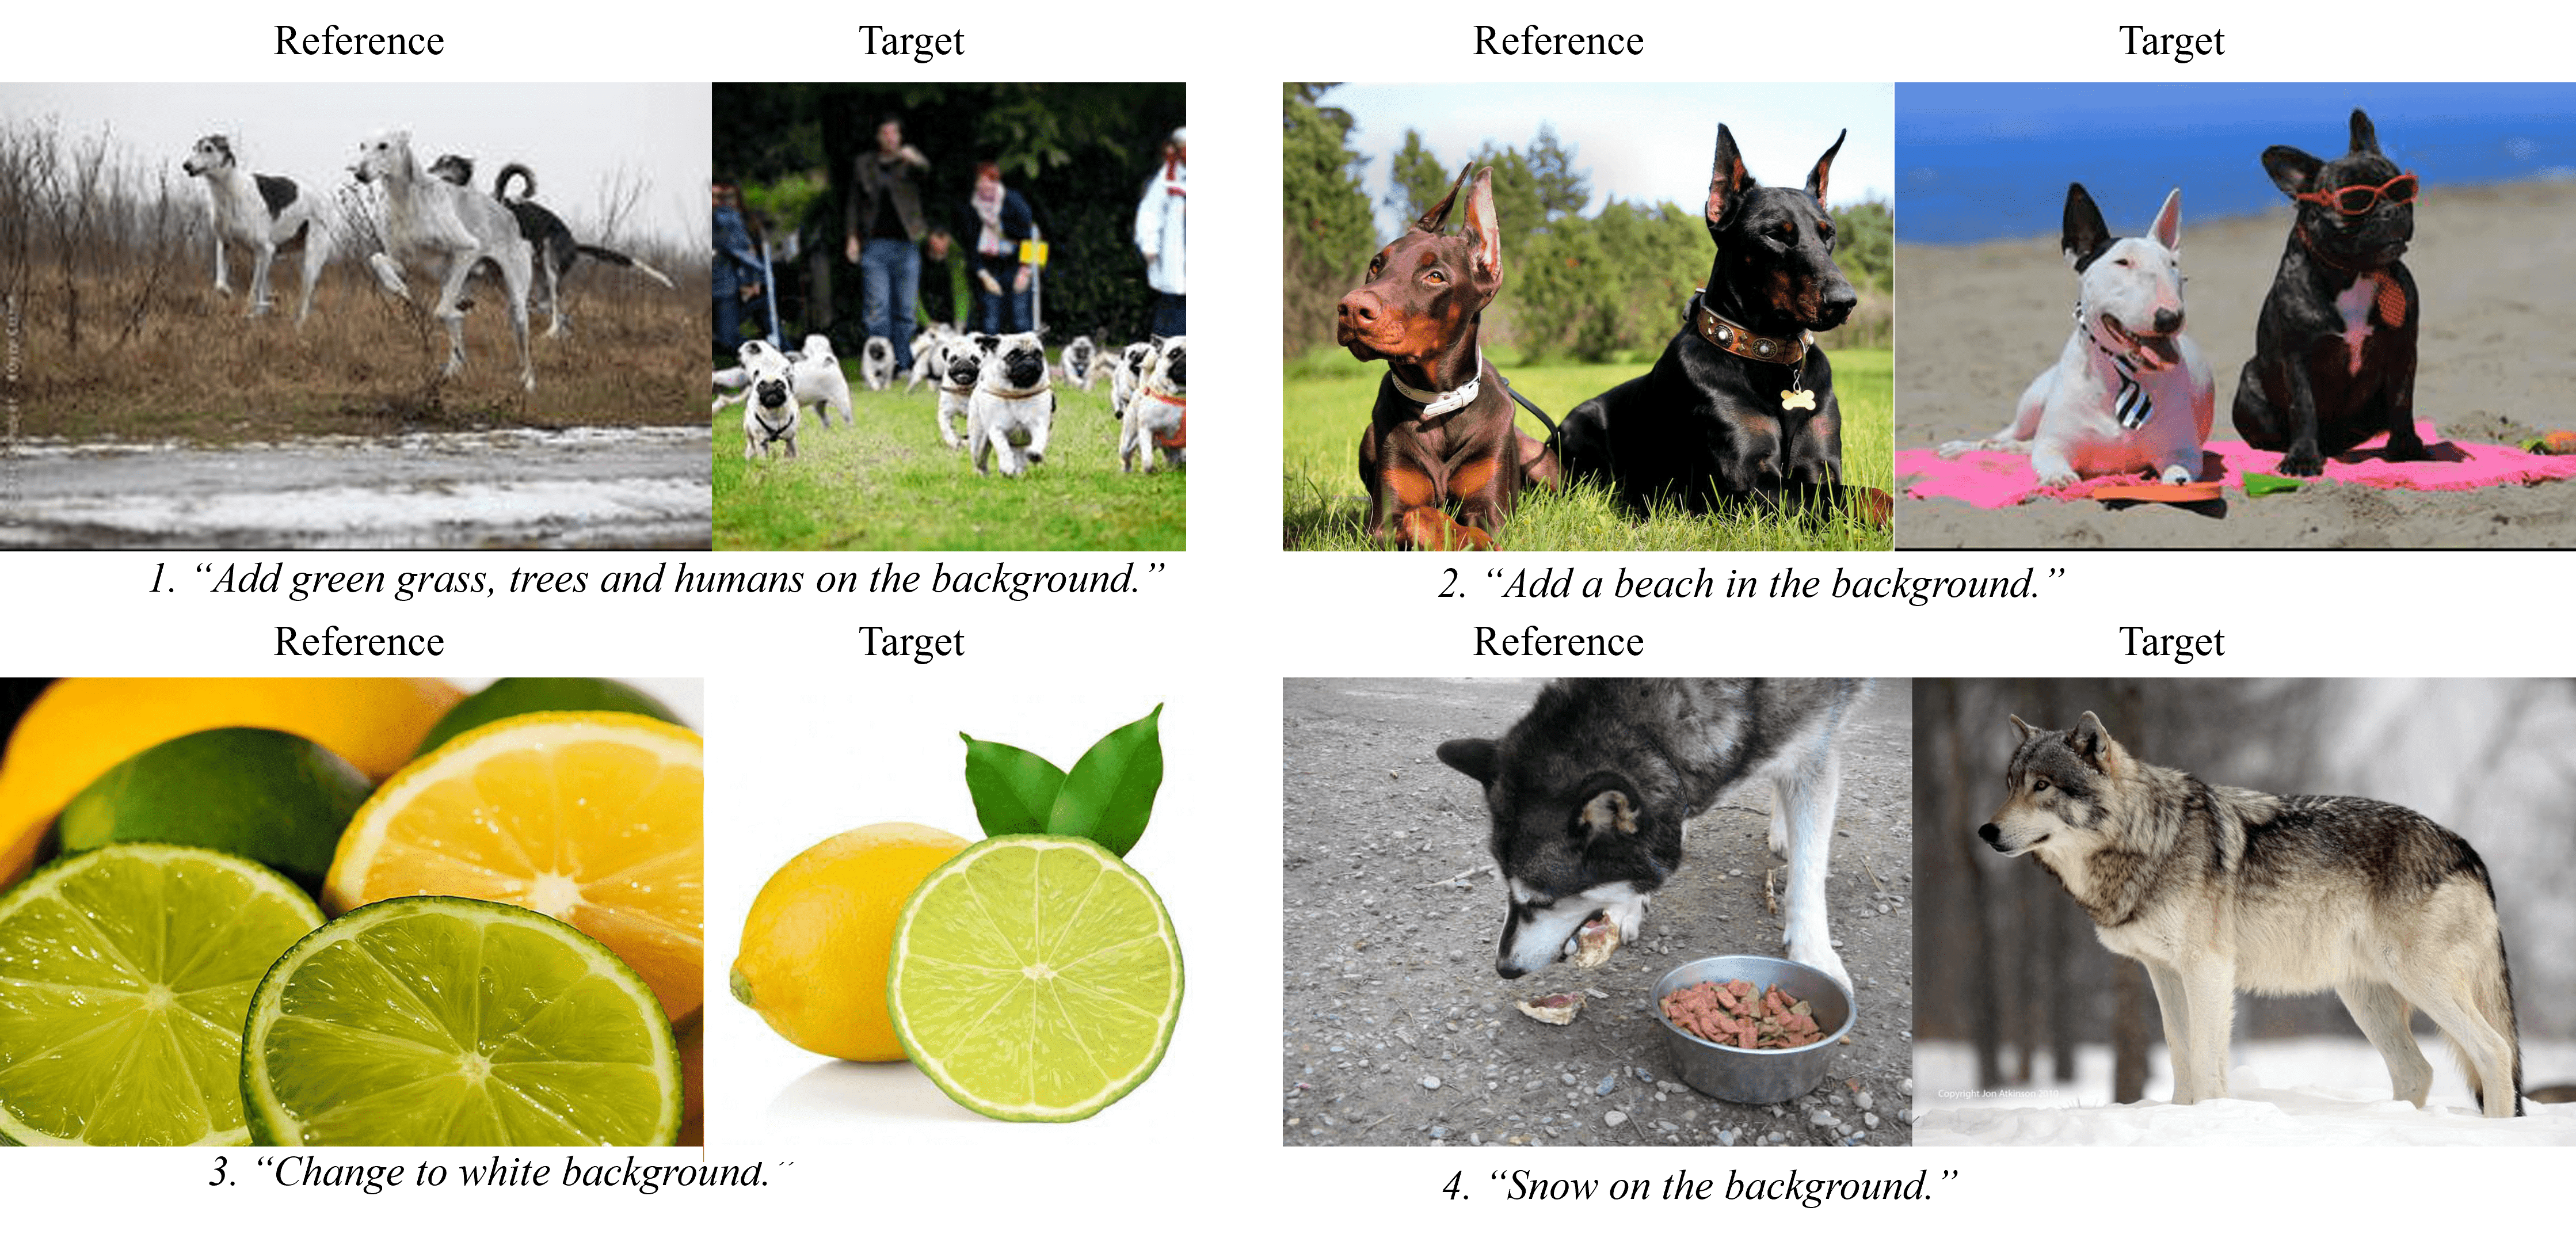 Reference Target Reference Target
1. “Add green grass, trees and humans on the background.” 2. “Add a beach in the background.”
Reference Target Reference Target
Copyright Jon Atkinson 2010
3. “Change to white background.” 4. “Snow on the background.”